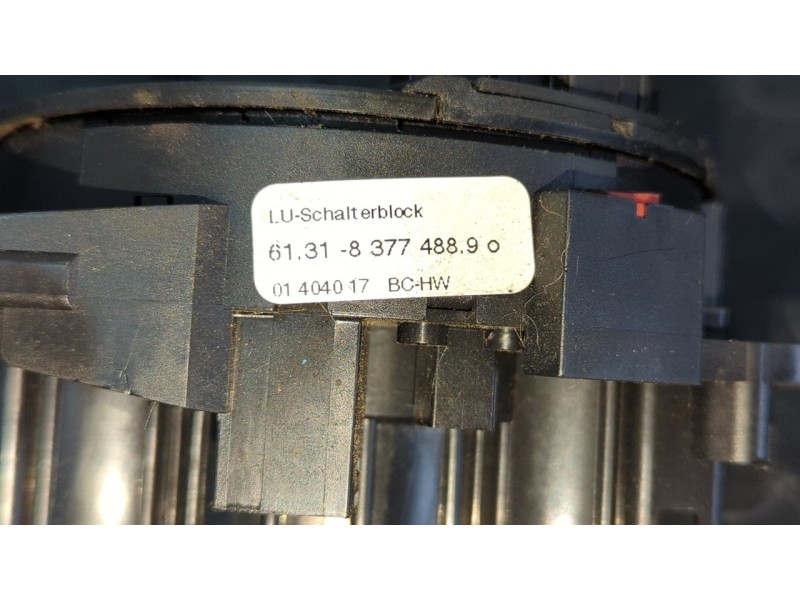 LU-Schalterblock
61.31 -8 377 488.9 o
01 404017 BC-HW